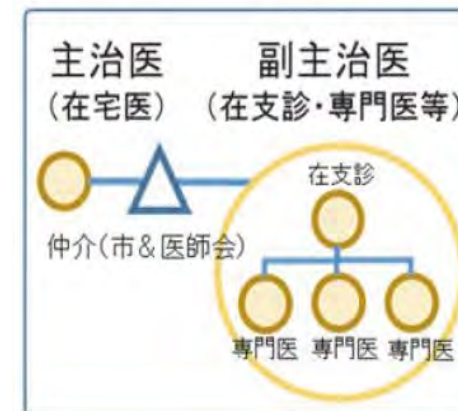 主治医
(在宅医)
副主治医
(在支診・専門医等)
在支診
仲介(市&医師会)
専門医 専門医 専門医